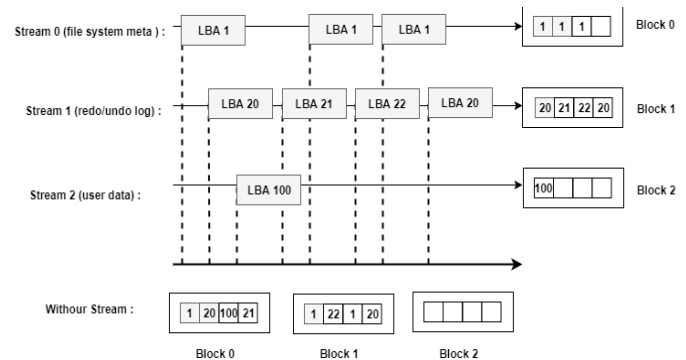 Stream 0 (file system meta ) :
LBA 1
LBA 1
LBA 1
1 1 1
Block 0
Stream 1 (redo/undo log) :
LBA 20
LBA 21
LBA 22
LBA 20
20 21 22 20
Block 1
Stream 2 (user data) :
LBA 100
100
Block 2
Withour Stream :
1 20 100 21
1 22 1 20
Block 0
Block 1
Block 2